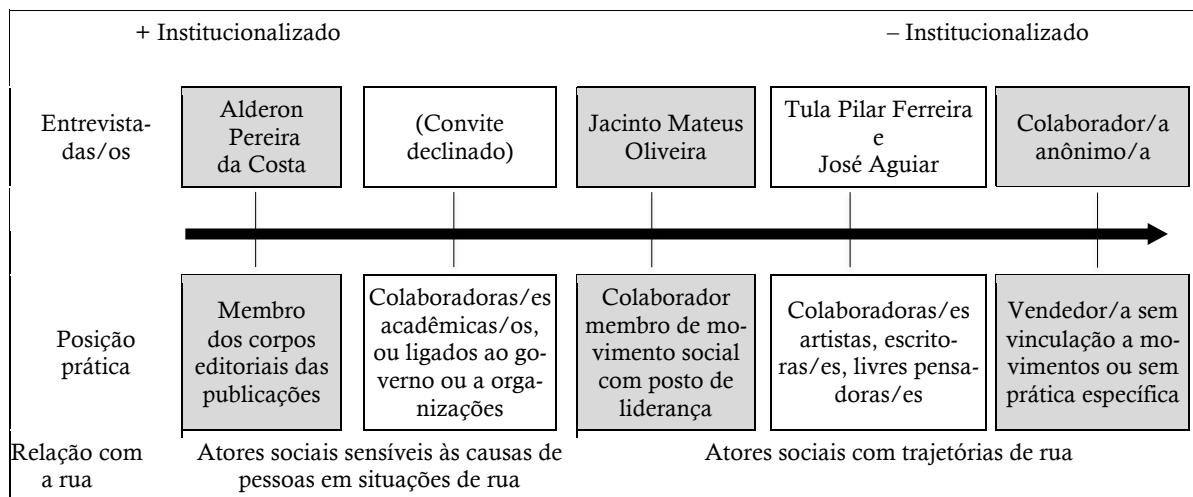 + Institucionalizado
– Institucionalizado
Entrevista-
das/os
Alderon
Pereira
da Costa
(Convite
declinado)
Jacinto Mateus
Oliveira
Tula Pilar Ferreira
e
José Aguiar
Colaborador/a
anônimo/a
Posição
prática
Membro
dos corpos
editoriais das
publicações
Colaboradoras/es
acadêmicas/os,
ou ligados ao go-
verno ou a orga-
nizações
Colaborador
membro de mo-
vimento social
com posto de
liderança
Colaboradoras/es
artistas, escrito-
ras/es, livres pensa-
doras/es
Vendedor/a sem
vinculação a mo-
vimentos ou sem
prática específica
Relação com
a rua
Atores sociais sensíveis às causas de
pessoas em situações de rua
Atores sociais com trajetórias de rua